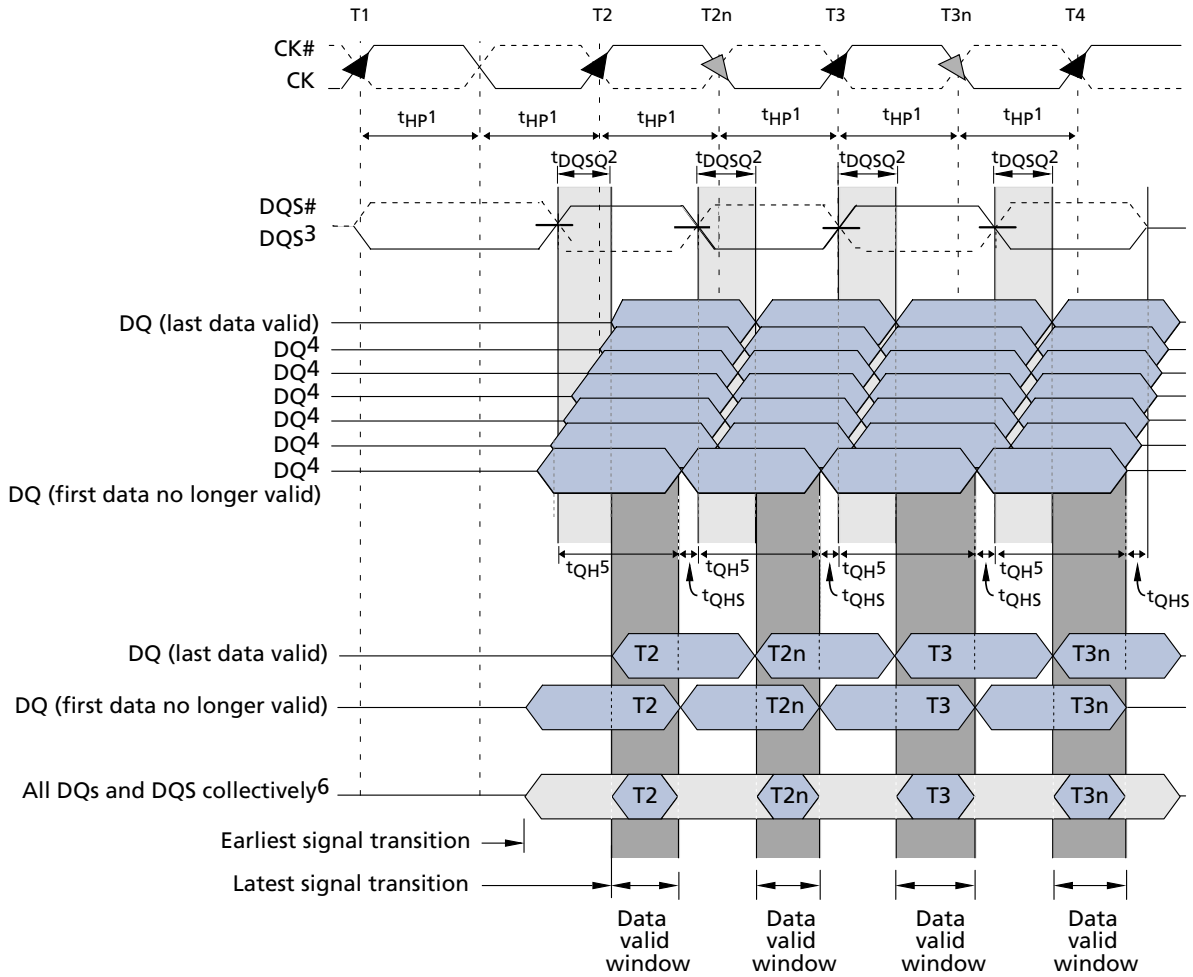 T1 T2 T2n T3 T3n T4
CK#
CK
tHP1 tHP1 tHP1 tHP1 tHP1 tHP1
tDQSQ2 tDQSQ2 tDQSQ2 tDQSQ2
DQS#
DQS3
DQ (last data valid)
DQ4
DQ4
DQ4
DQ4
DQ4
DQ4
DQ (first data no longer valid)
tQH5 tQH5 tQH5 tQH5
tQHS tQHS tQHS tQHS
DQ (last data valid) T2 T2n T3 T3n
DQ (first data no longer valid) T2 T2n T3 T3n
All DQs and DQS collectively6 T2 T2n T3 T3n
Earliest signal transition
Latest signal transition
Data Data Data Data
valid valid valid valid
window window window window